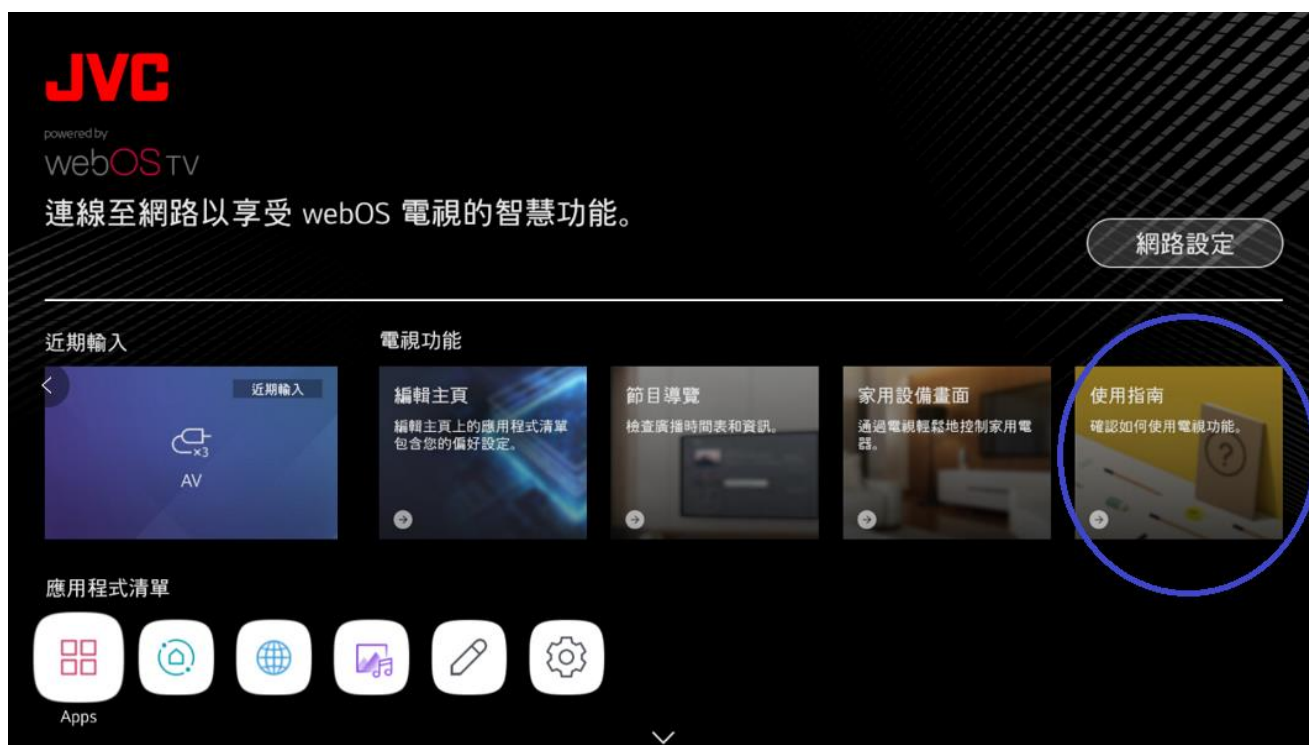 JVC
powered by
webOS TV
連線至網路以享受 webOS 電視的智慧功能。
網路設定
近期輸入
電視功能
近期輸入
x3
AV
編輯主頁
編輯主頁上的應用程式清單
包含您的偏好設定。
節目導覽
檢查廣播時間表和資訊。
家用設備畫面
通過電視輕鬆地控制家用電
器。
使用指南
確認如何使用電視功能。
?
應用程式清單
Apps